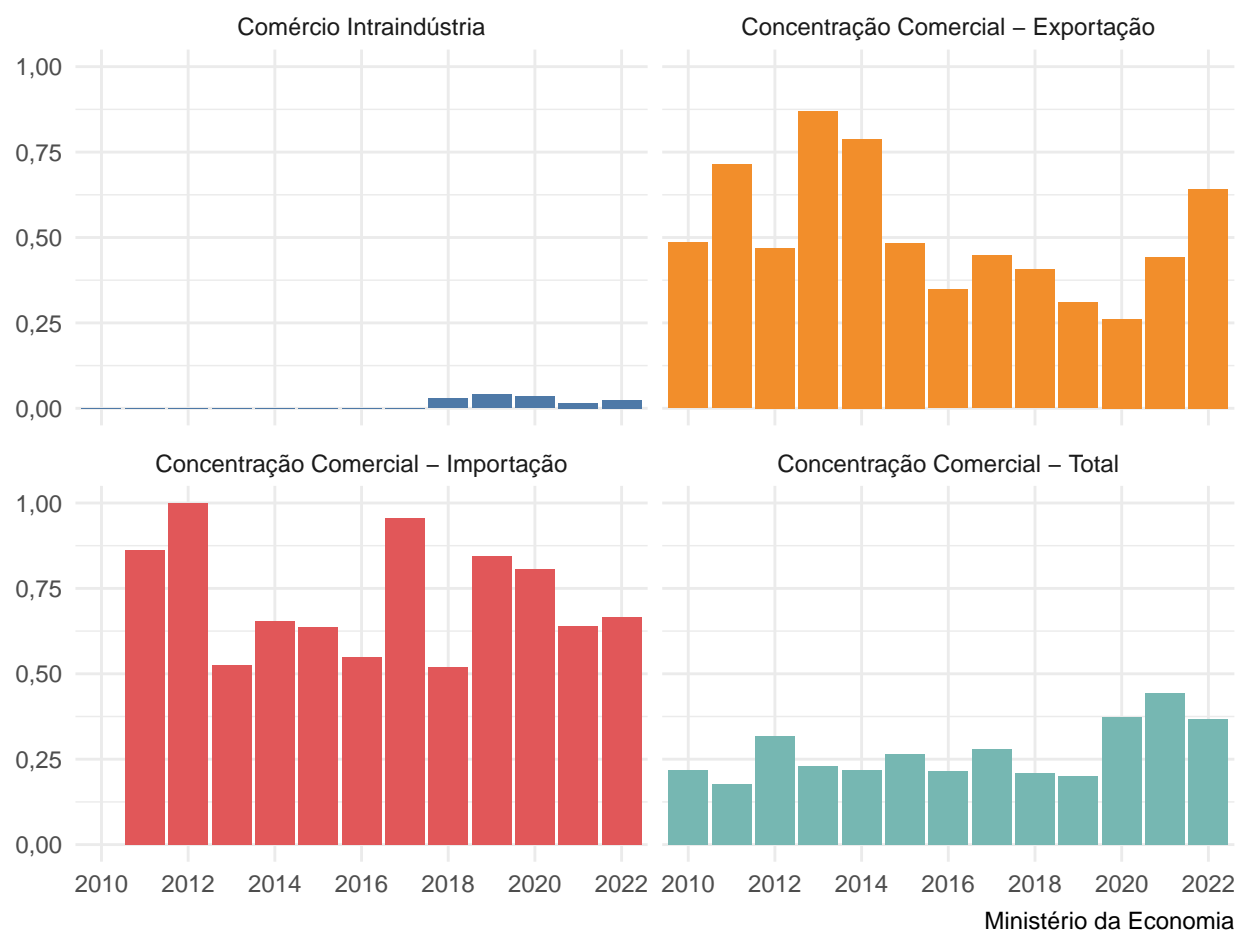 Comércio Intraindústria
Concentração Comercial – Exportação
1,00
0,75
0,50
0,25
0,00
Concentração Comercial – Importação
Concentração Comercial – Total
1,00
0,75
0,50
0,25
0,00
2010 2012 2014 2016 2018 2020 2022
2010 2012 2014 2016 2018 2020 2022
Ministério da Economia